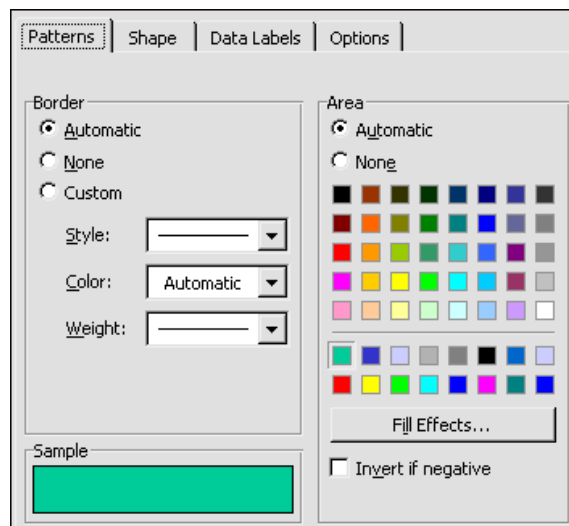 Patterns
Shape
Data Labels
Options
Border
Automatic
None
Custom
Style:
Color:
Automatic
Weight:
Sample
Area
Automatic
None
Fill Effects...
Invert if negative